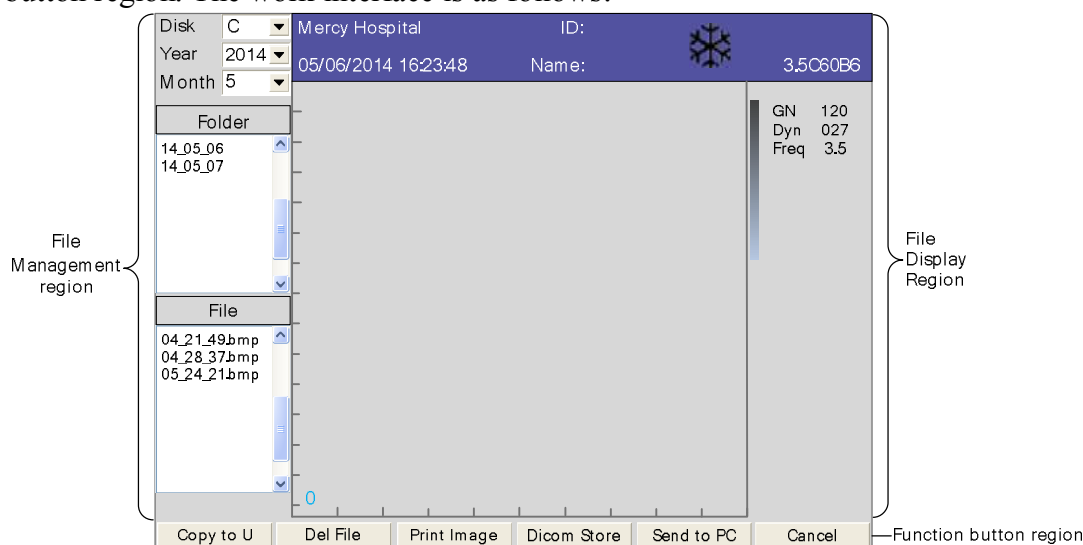 button region. The work interface is as follows:
Disk C
Year 2014
Month 5
Mercy Hospital ID:
05/06/2014 16:23:48 Name: 3.5C60B6
Folder
14_05_06
14_05_07
File
04_21_49.bmp
04_28_37.bmp
05_24_21.bmp
GN 120
Dyn 027
Freq 3.5
0
File
Management
region
File
Display
Region
Copy to U Del File Print Image Dicom Store Send to PC Cancel
Function button region